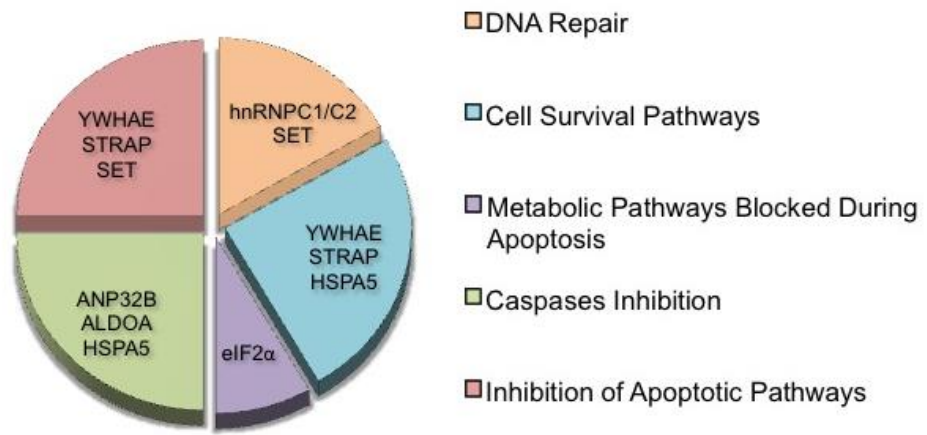 hnRNPC1/C2
SET
YWHAE
STRAP
HSPA5
eIF2α
ANP32B
ALDOA
HSPA5
YWHAE
STRAP
SET
DNA Repair
Cell Survival Pathways
Metabolic Pathways Blocked During
Apoptosis
Caspases Inhibition
Inhibition of Apoptotic Pathways